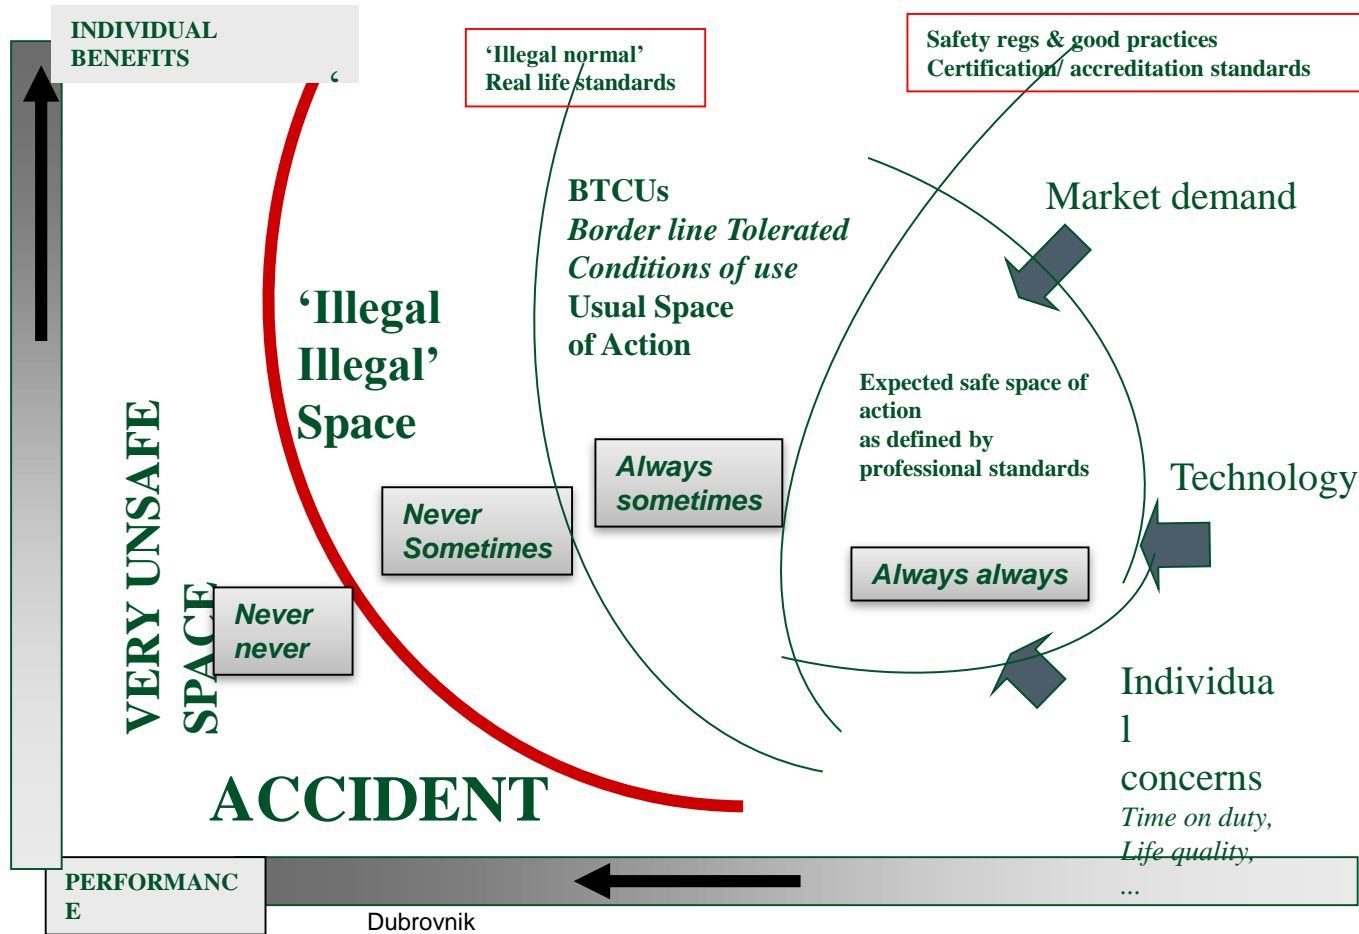 INDIVIDUAL
BENEFITS
‘
‘Illegal normal’
Real life standards
Safety regs & good practices
Certification/ accreditation standards
BTCUs
Border line Tolerated
Conditions of use
Usual Space
of Action
Market demand
‘Illegal
Illegal’
Space
Expected safe space of
action
as defined by
professional standards
Technology
VERY UNSAFE
SPACE
Always
sometimes
Never
Sometimes
Always always
Never
never
Individua
l
concerns
Time on duty,
Life quality,
...
ACCIDENT
PERFORMANC
E
Dubrovnik